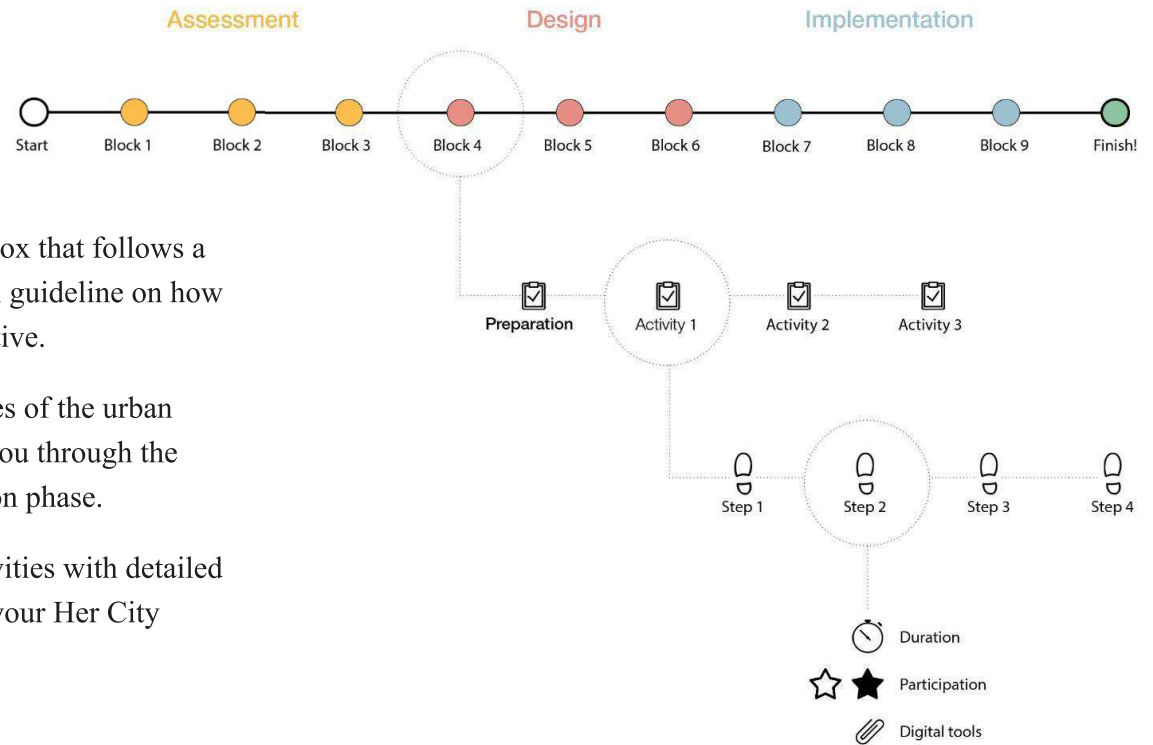 Assessment Design Implementation
Start Block 1 Block 2 Block 3 Block 4 Block 5 Block 6 Block 7 Block 8 Block 9 Finish!
ox that follows a
guideline on how
tive.
es of the urban
ou through the
on phase.
vities with detailed
your Her City
Preparation Activity 1 Activity 2 Activity 3
Step 1 Step 2 Step 3 Step 4
Duration
Participation
Digital tools